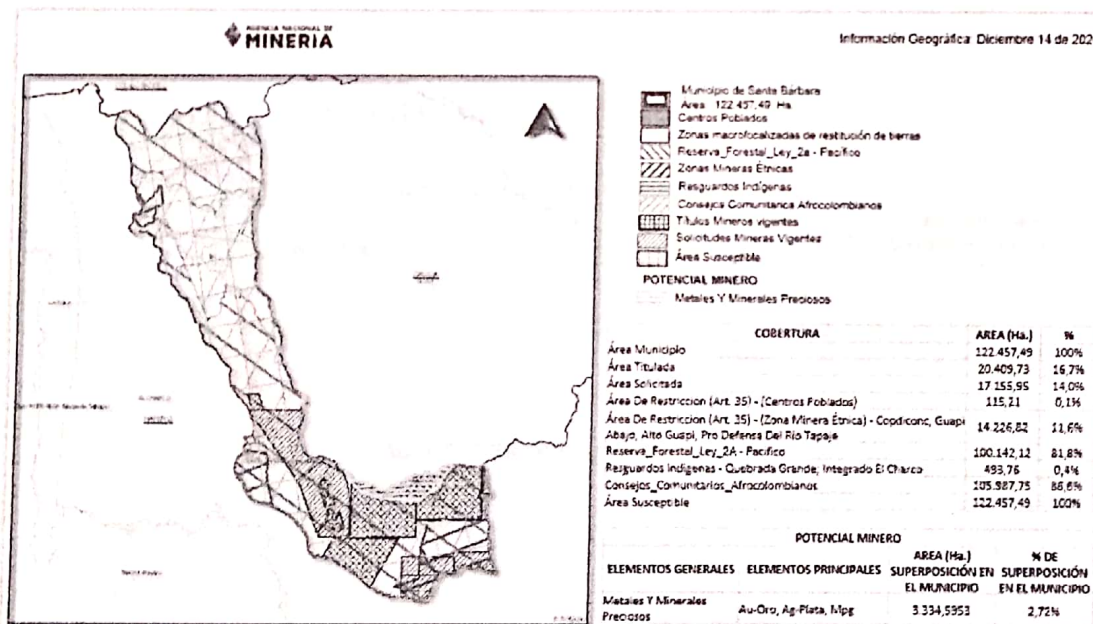 AGENCIA NACIONAL DE
MINERÍA
Información Geográfica: Diciembre 14 de 202
Municipio de Santa Bárbara
Area 122.457,49 Ha
Centros Poblados
Zonas macrofocalizadas de restitución de tierras
Reserva_Forestal_Ley_2a - Pacífico
Zonas Mineras Étnicas
Resguardos Indígenas
Consejos Comunitarios Afrocolombianos
Títulos Mineros vigentes
Solicitudes Mineras Vigentes
Área Susceptible
POTENCIAL MINERO
Metales Y Minerales Preciosos
COBERTURA AREA (Ha.) %
Área Municipio 122.457,49 100%
Área Titulada 20.409,73 16,7%
Área Solicitada 17.155,95 14,0%
Área De Restriccion (Art. 35) - (Centros Poblados) 115,21 0,1%
Área De Restriccion (Art. 35) - (Zona Minera Étnica) - Copdiconc, Guapi
Abajo, Alto Guapi, Pro Defensa Del Río Tapaje 14.226,82 11,6%
Reserva_Forestal_Ley_2A - Pacifico 100.142,12 81,8%
Resguardos Indigenas - Quebrada Grande, Integrado El Charco 493,76 0,4%
Consejos_Comunitarios_Afrocolombianos 105.987,75 86,6%
Área Susceptible 122.457,49 100%
POTENCIAL MINERO
ELEMENTOS GENERALES ELEMENTOS PRINCIPALES AREA (Ha.) SUPERPOSICIÓN EN EL MUNICIPIO % DE SUPERPOSICIÓN EN EL MUNICIPIO
Metales Y Minerales
Preciosos Au-Oro, Ag-Plata, Mpg 3.334,5953 2,72%